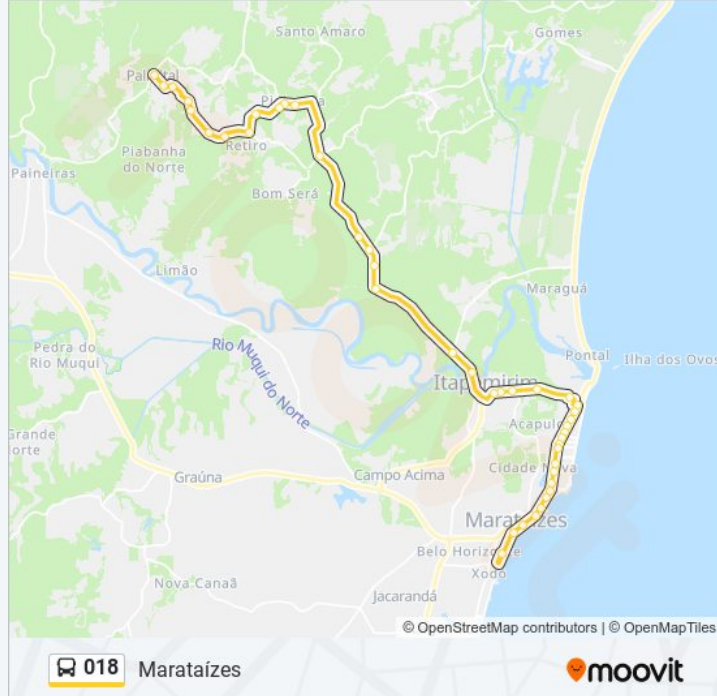 Santo Amaro
Gomes
Retiro
Piabanha
do Norte
Paineiras
Bom Será
Limão
Maraguá
Pedra do
Rio Muqui
Rio Muqui do Norte
Pontal
Ilha dos Ovos
Itapemirim
Grande
orte
Acapulco
Graúna
Campo Acima
Cidade Nova
Marataízes
Belo Horizonte
Xodó
Nova Canaã
Jacarandá
© OpenStreetMap contributors | © OpenMapTiles
018 Marataízes
moovit